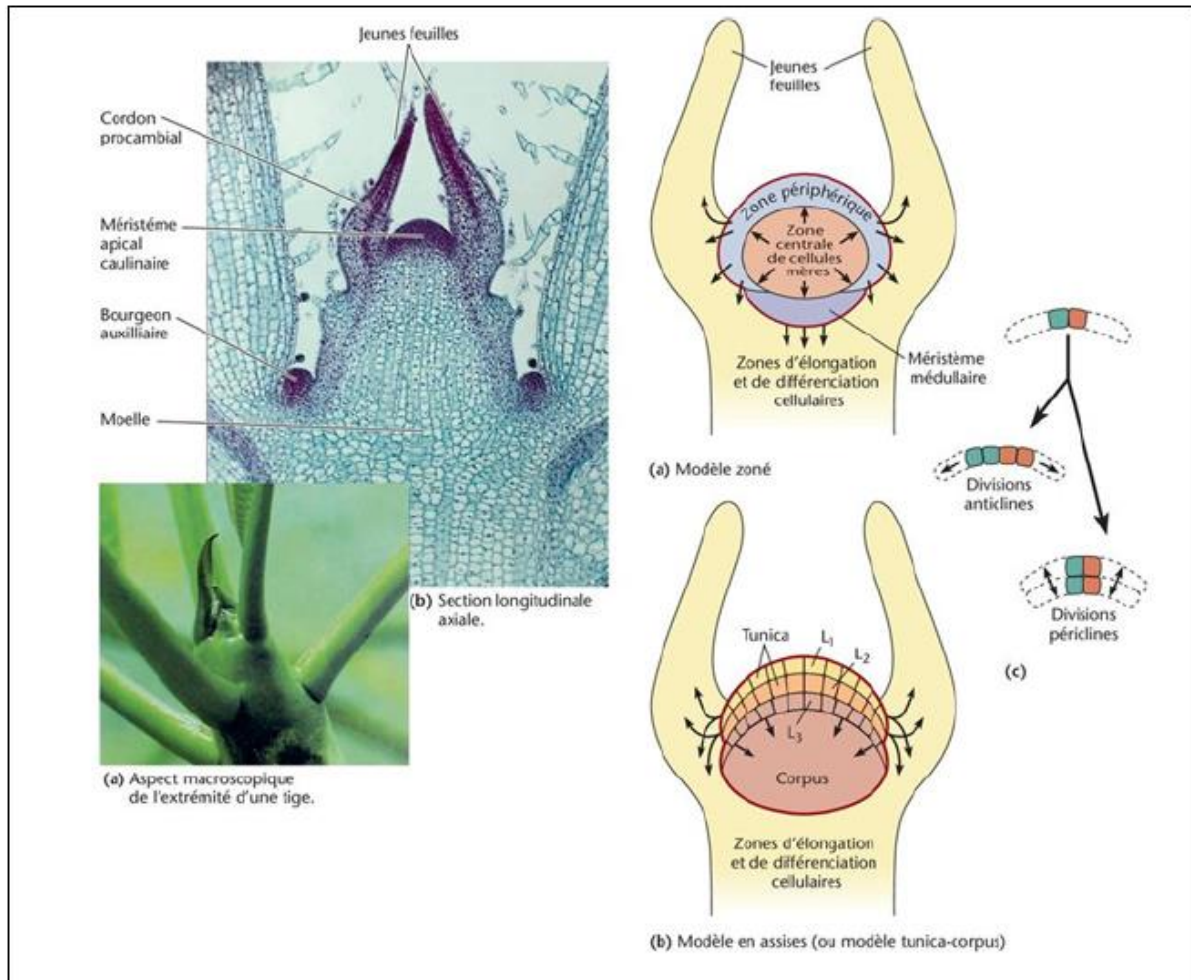 Jeunes feuilles
Cordon
procambial
Méristéme
apical
caulinaire
Bourgeon
auxilliaire
Moelle
(b) Section longitudinale
axiale.
(a) Aspect macroscopique
de l'extrémité d'une tige.
Jeunes
feuilles
Zone périphérique
Zone
centrale
de cellules
mères
Méristème
médullaire
Zones d'élongation
et de différenciation
cellulaires
(a) Modèle zoné
Divisions
anticlines
Divisions
périclines
(c)
Tunica
L1
L2
L3
Corpus
Zones d'élongation
et de différenciation
cellulaires
(b) Modèle en assises (ou modèle tunica-corpus)